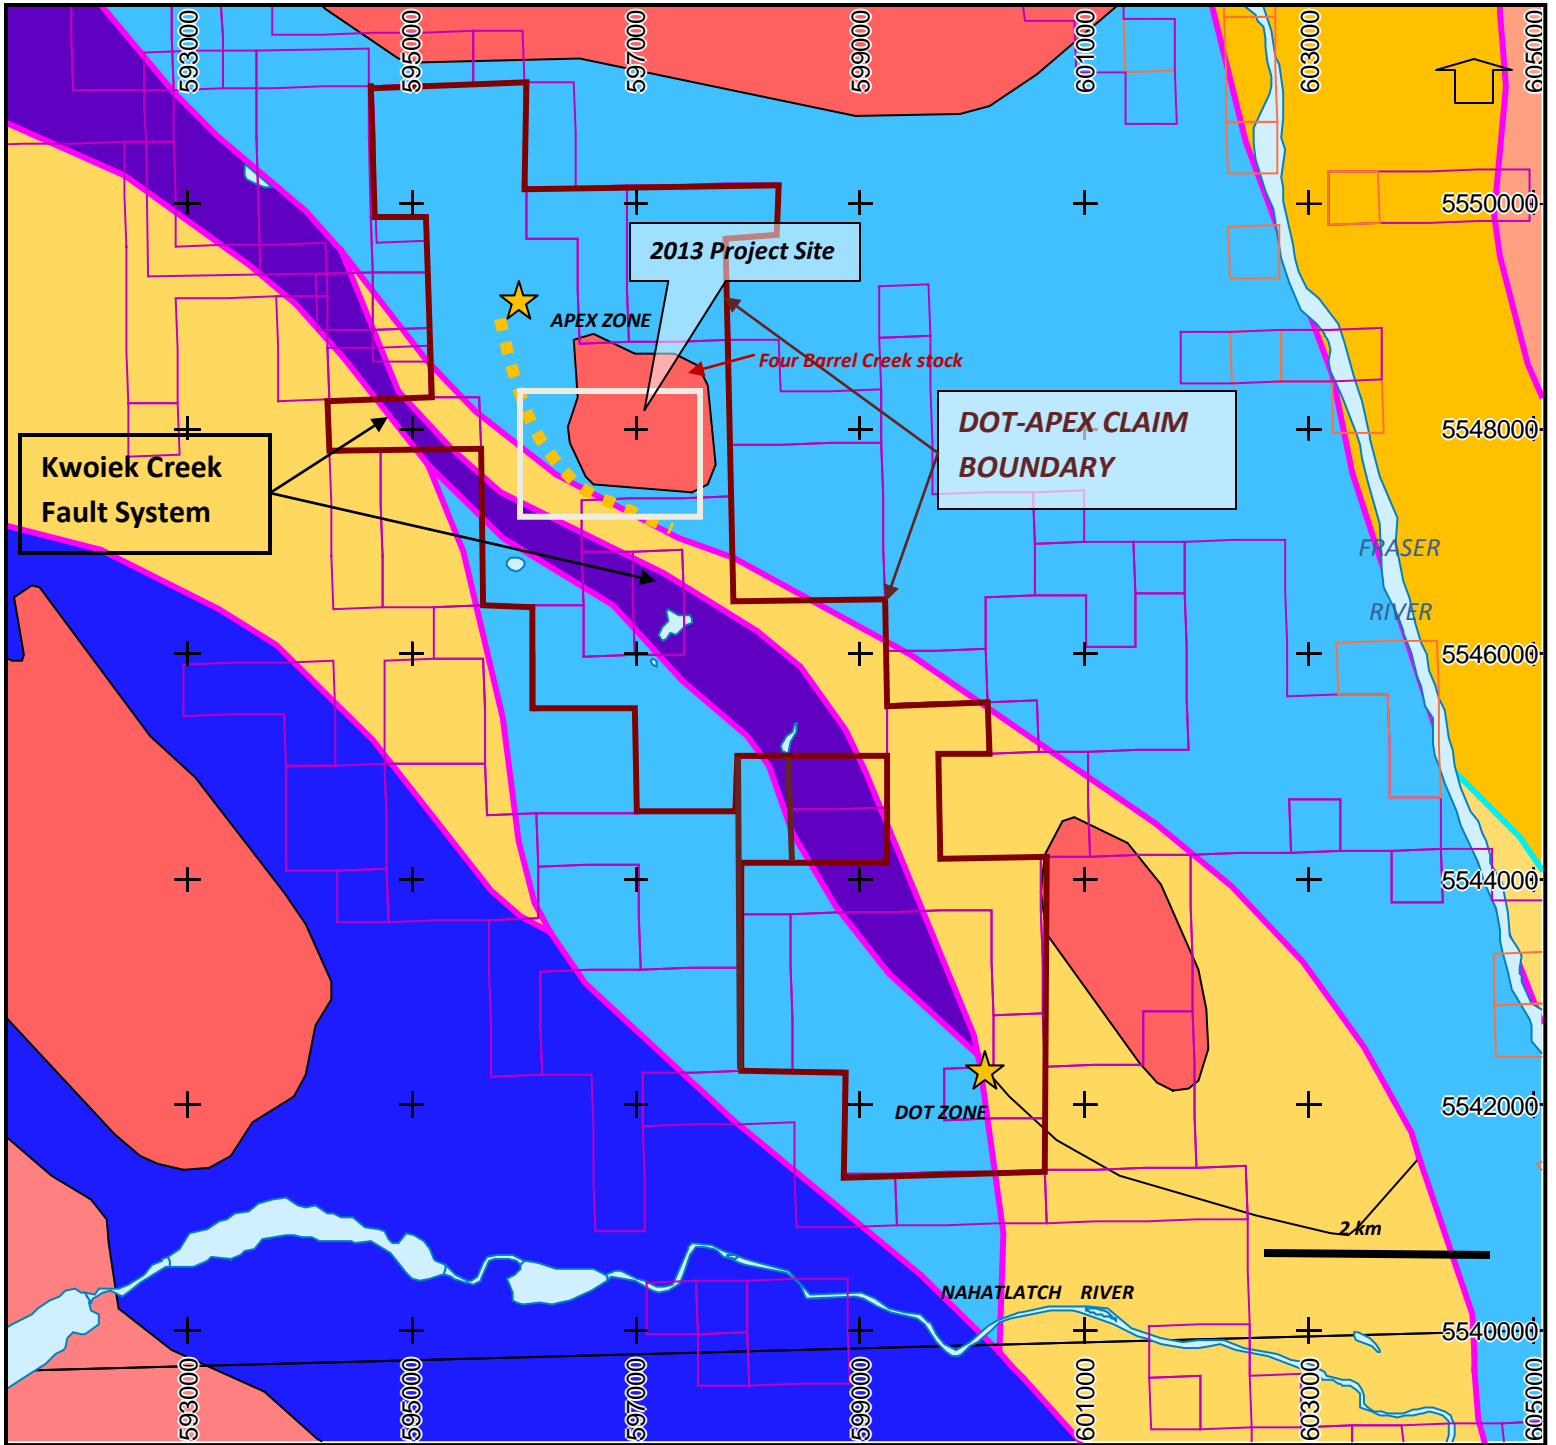 593000
595000
597000
599000
601000
603000
605000
5550000
2013 Project Site
APEX ZONE
Four Barrel Creek stock
DOT-APEX CLAIM
BOUNDARY
5548000
Kwoiek Creek
Fault System
FRASER
RIVER
5546000
5544000
5542000
DOT ZONE
2 km
NAHATLATCH RIVER
5540000
593000
595000
597000
599000
601000
603000
605000